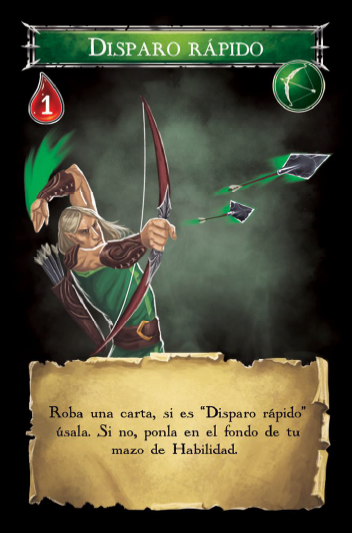 Disparo rápido
1
Roba una carta, si es "Disparo rápido"
úsala. Si no, ponla en el fondo de tu
mazo de Habilidad.